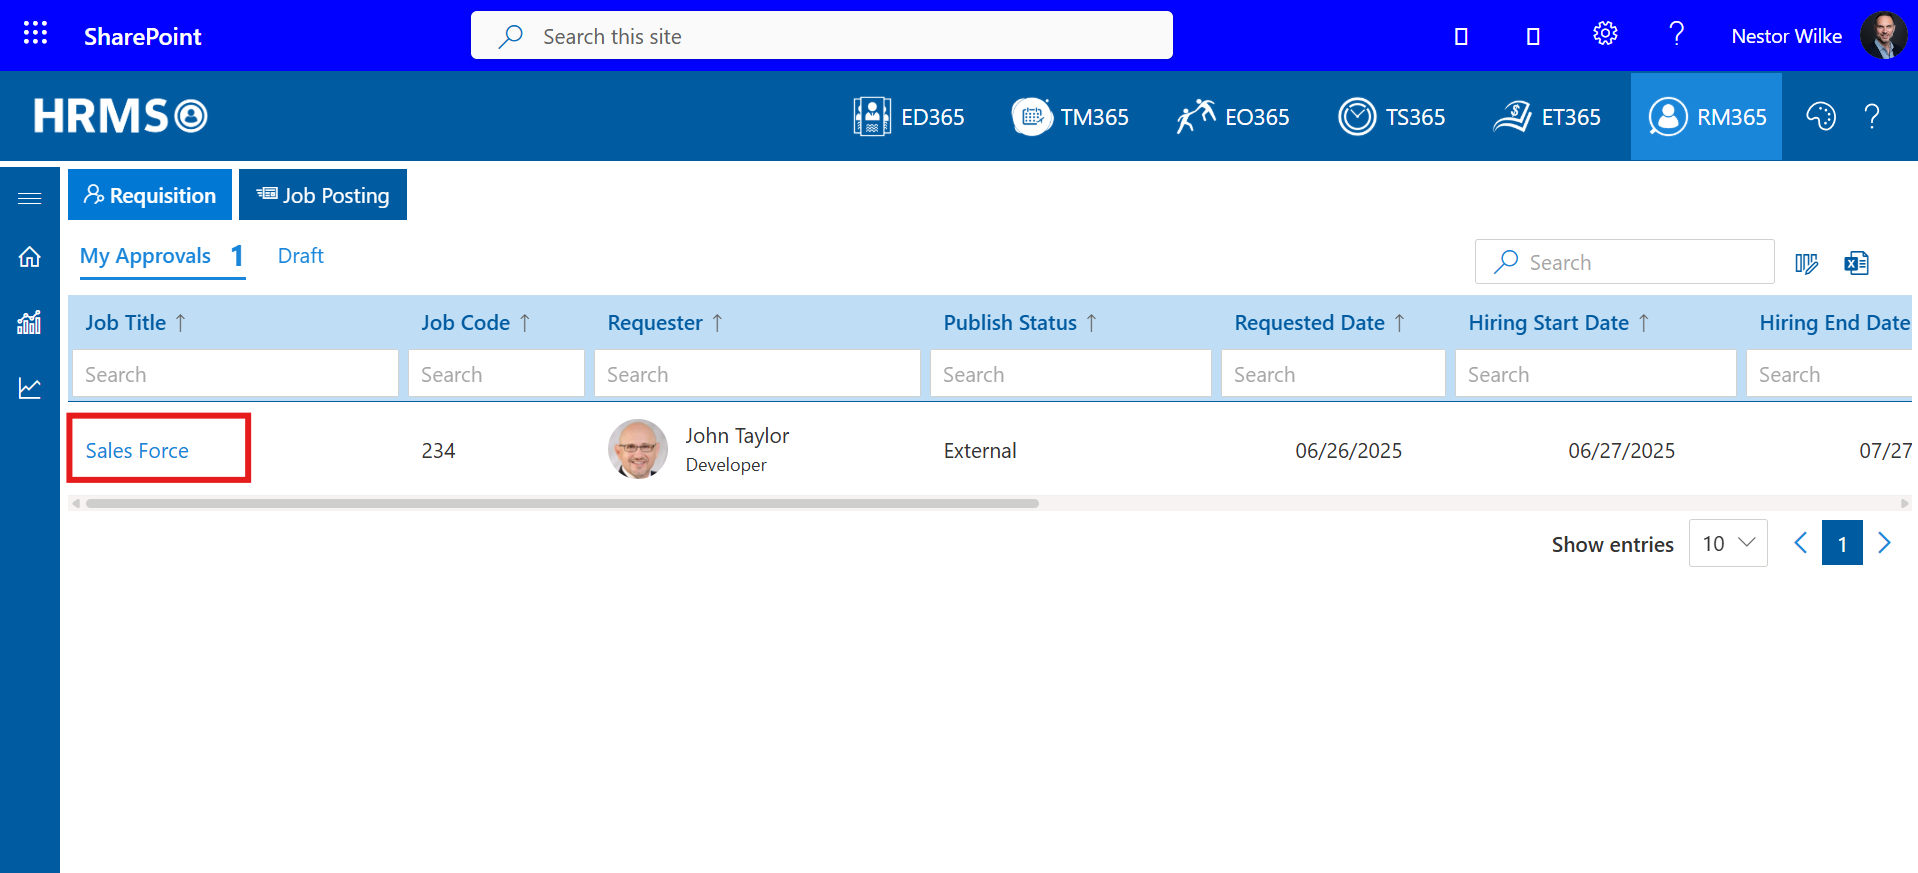 SharePoint
Search this site
?
Nestor Wilke
HRMS
ED365
TM365
EO365
TS365
ET365
RM365
?
Requisition
Job Posting
My Approvals 1
Draft
Search
Job Title ↑
Job Code ↑
Requester ↑
Publish Status ↑
Requested Date ↑
Hiring Start Date ↑
Hiring End Date
Search
Search
Search
Search
Search
Search
Search
Sales Force
234
John Taylor
Developer
External
06/26/2025
06/27/2025
07/27
Show entries
10
1